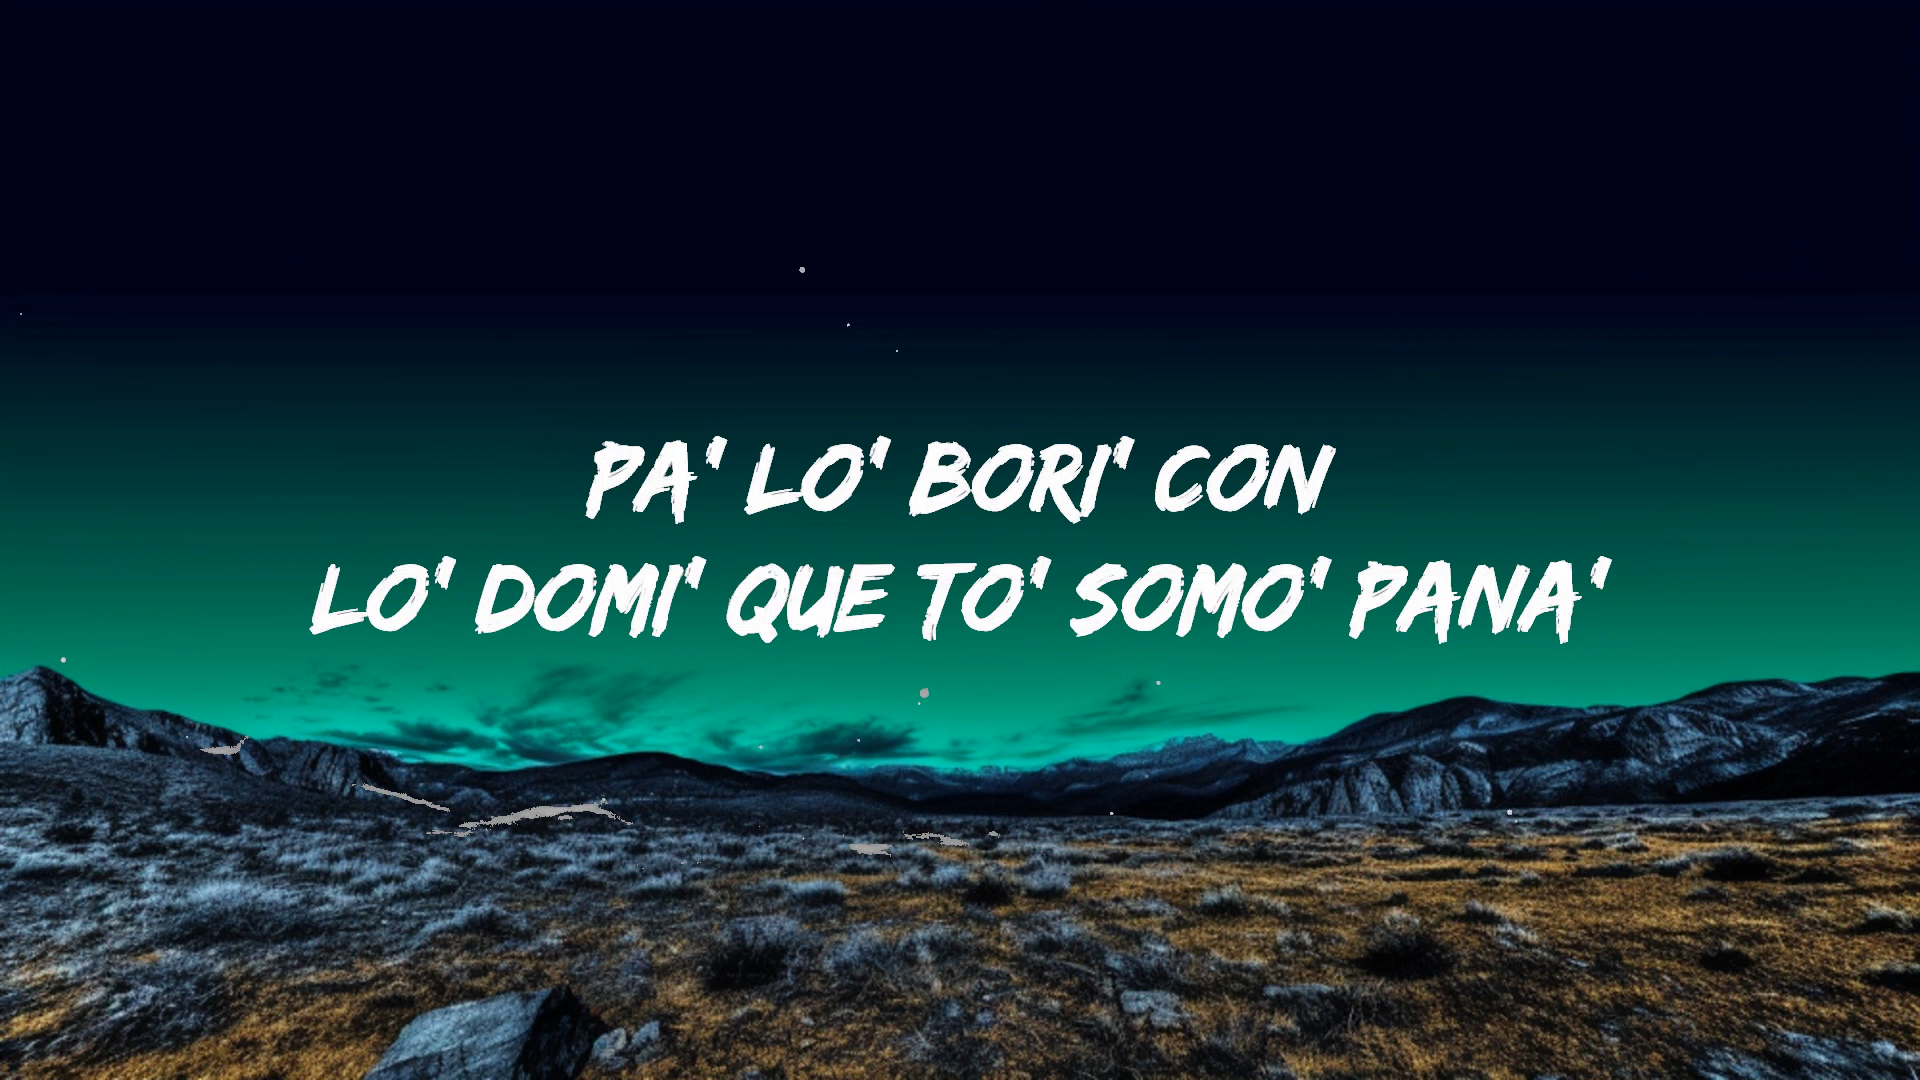 PA' LO' BORI' CON
LO' DOMI' QUE TO' SOMO' PANA'